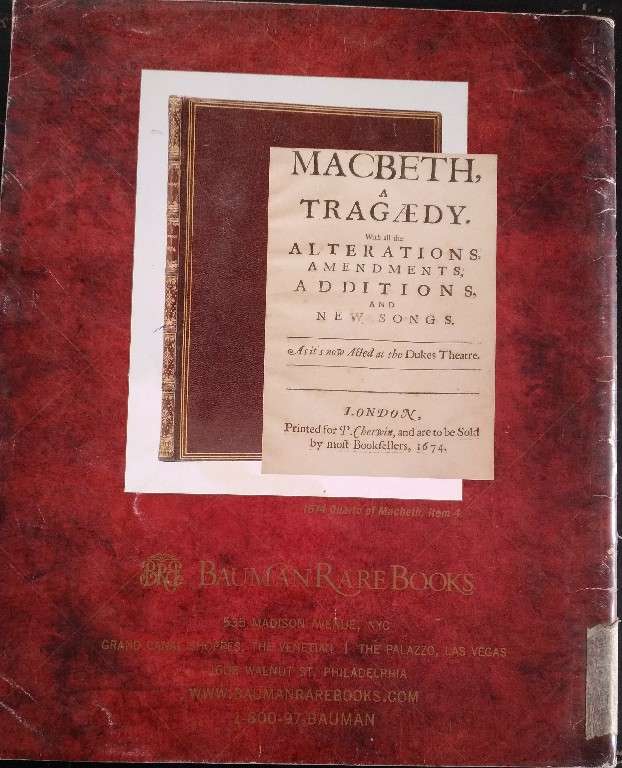 MACBETH,
A
TRAGÆDY.
With all the
ALTERATIONS,
AMENDMENTS,
ADDITIONS,
AND
NEW SONGS.
As it's now Acted at the Dukes Theatre.
LONDON,
Printed for P. Chetwin, and are to be Sold
by moſt Bookſellers, 1674.
1674 Quarto of Macbeth, Item 4
BRB
BAUMAN RARE BOOKS
535 MADISON AVENUE, NYC
GRAND CANAL SHOPPES, THE VENETIAN | THE PALAZZO, LAS VEGAS
1608 WALNUT ST, PHILADELPHIA
WWW.BAUMANRAREBOOKS.COM
1-800-97-BAUMAN